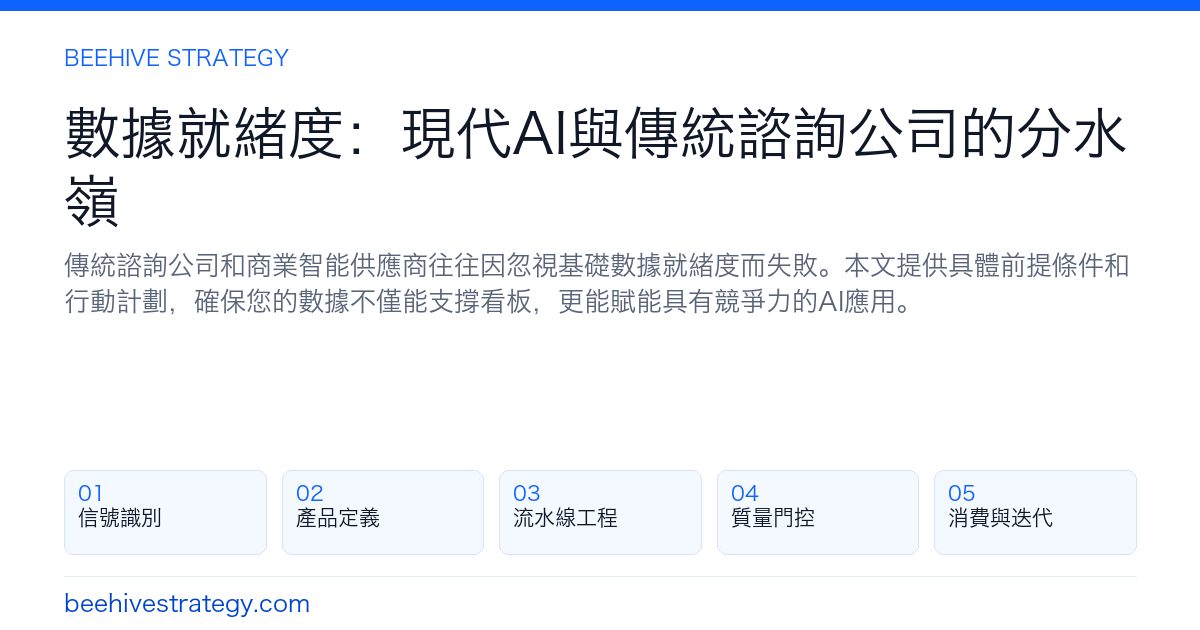 BEEHIVE STRATEGY
數據就緒度：現代AI與傳統諮詢公司的分水
嶺
傳統諮詢公司和商業智能供應商往往因忽視基礎數據就緒度而失敗。本文提供具體前提條件和
行動計劃，確保您的數據不僅能支撐看板，更能賦能具有競爭力的AI應用。
01
信號識別
02
產品定義
03
流水線工程
04
質量門控
05
消費與迭代
beehivestrategy.com